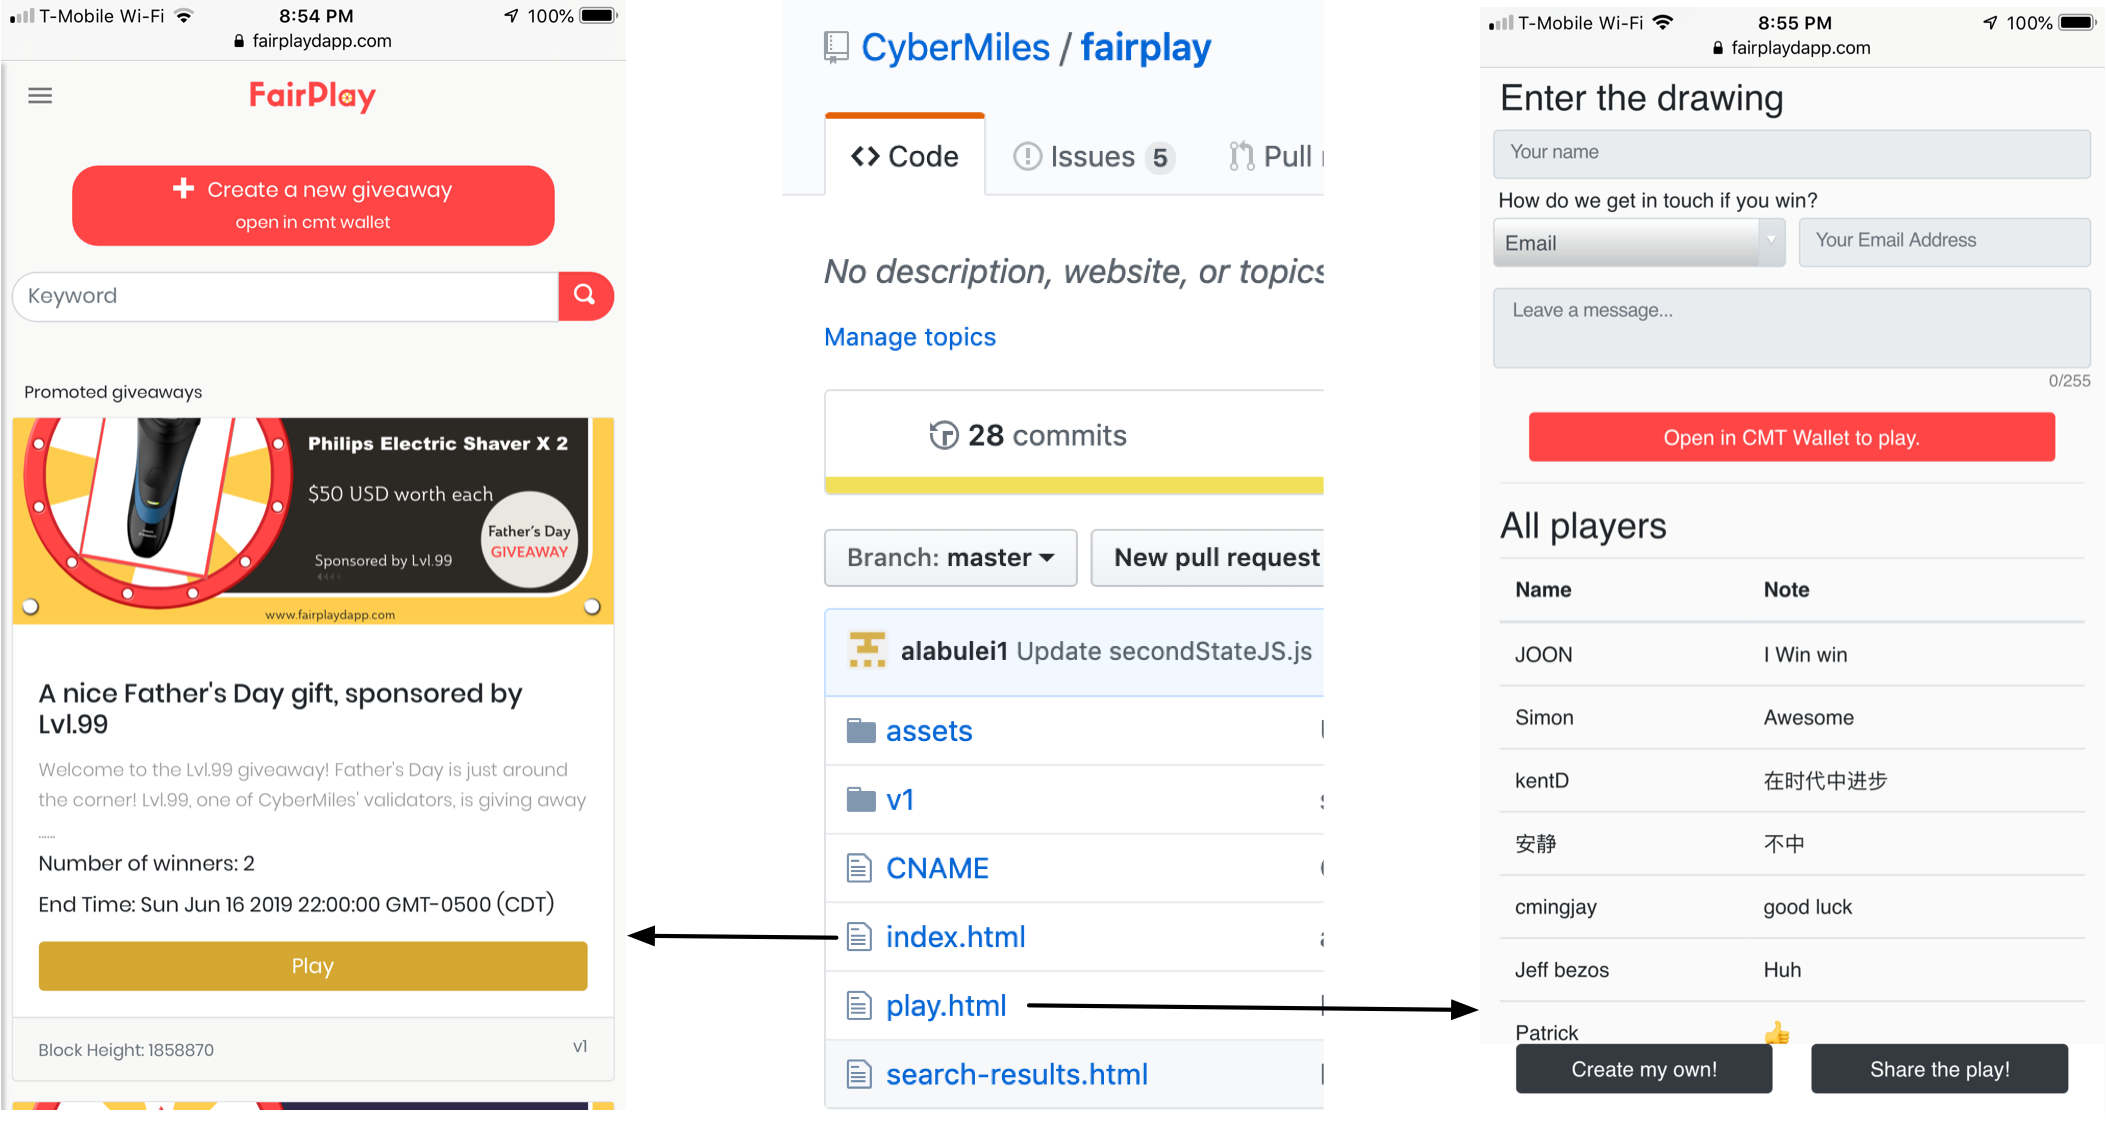 T-Mobile Wi-Fi 8:54 PM 100%
fairplaydapp.com
FairPlay
Create a new giveaway
open in cmt wallet
Keyword
Promoted giveaways
Philips Electric Shaver X 2
$50 USD worth each
Father's Day
GIVEAWAY
Sponsored by Lvl.99
www.fairplaydapp.com
A nice Father's Day gift, sponsored by
Lvl.99
Welcome to the Lvl.99 giveaway! Father's Day is just around
the corner! Lvl.99, one of CyberMiles' validators, is giving away
......
Number of winners: 2
End Time: Sun Jun 16 2019 22:00:00 GMT-0500 (CDT)
Play
Block Height: 1858870 v1
CyberMiles / fairplay
Code Issues 5 Pull
No description, website, or topics
Manage topics
28 commits
Branch: master New pull request
alabulei1 Update secondStateJS.js
assets
v1
CNAME
index.html
play.html
search-results.html
T-Mobile Wi-Fi 8:55 PM 100%
fairplaydapp.com
Enter the drawing
Your name
How do we get in touch if you win?
Email Your Email Address
Leave a message...
0/255
Open in CMT Wallet to play.
All players
Name Note
JOON I Win win
Simon Awesome
kentD 在时代中进步
安静 不中
cmingjay good luck
Jeff bezos Huh
Patrick 👍
Create my own! Share the play!